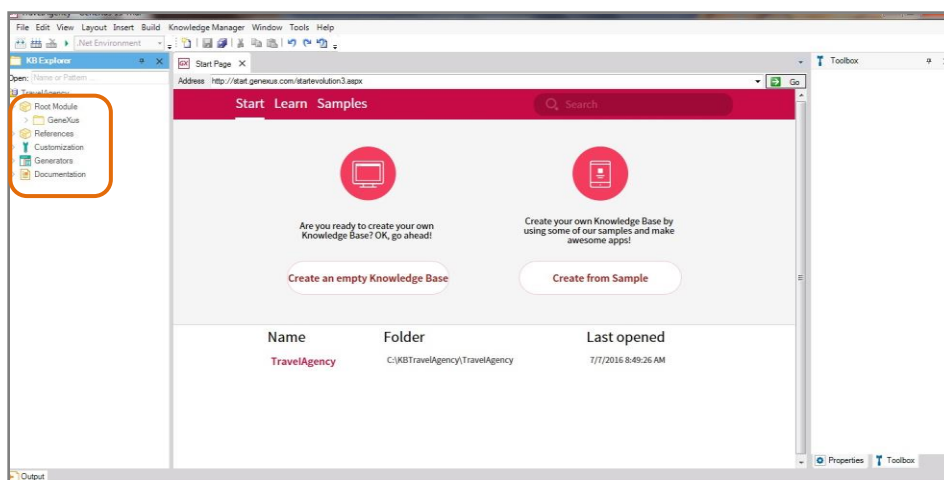 File Edit View Layout Insert Build Knowledge Manager Window Tools Help
.Net Environment
KB Explorer
Start Page
Toolbox
Open: Name or Pattern ...
Address http://start.genexus.com/startevolution3.aspx
Go
TravelAgency
Root Module
GeneXus
References
Customization
Generators
Documentation
Start Learn Samples
Search
Are you ready to create your own
Knowledge Base? OK, go ahead!
Create your own Knowledge Base by
using some of our samples and make
awesome apps!
Create an empty Knowledge Base
Create from Sample
Name Folder Last opened
TravelAgency C:\KBTravelAgency\TravelAgency 7/7/2016 8:49:26 AM
Properties Toolbox
Output